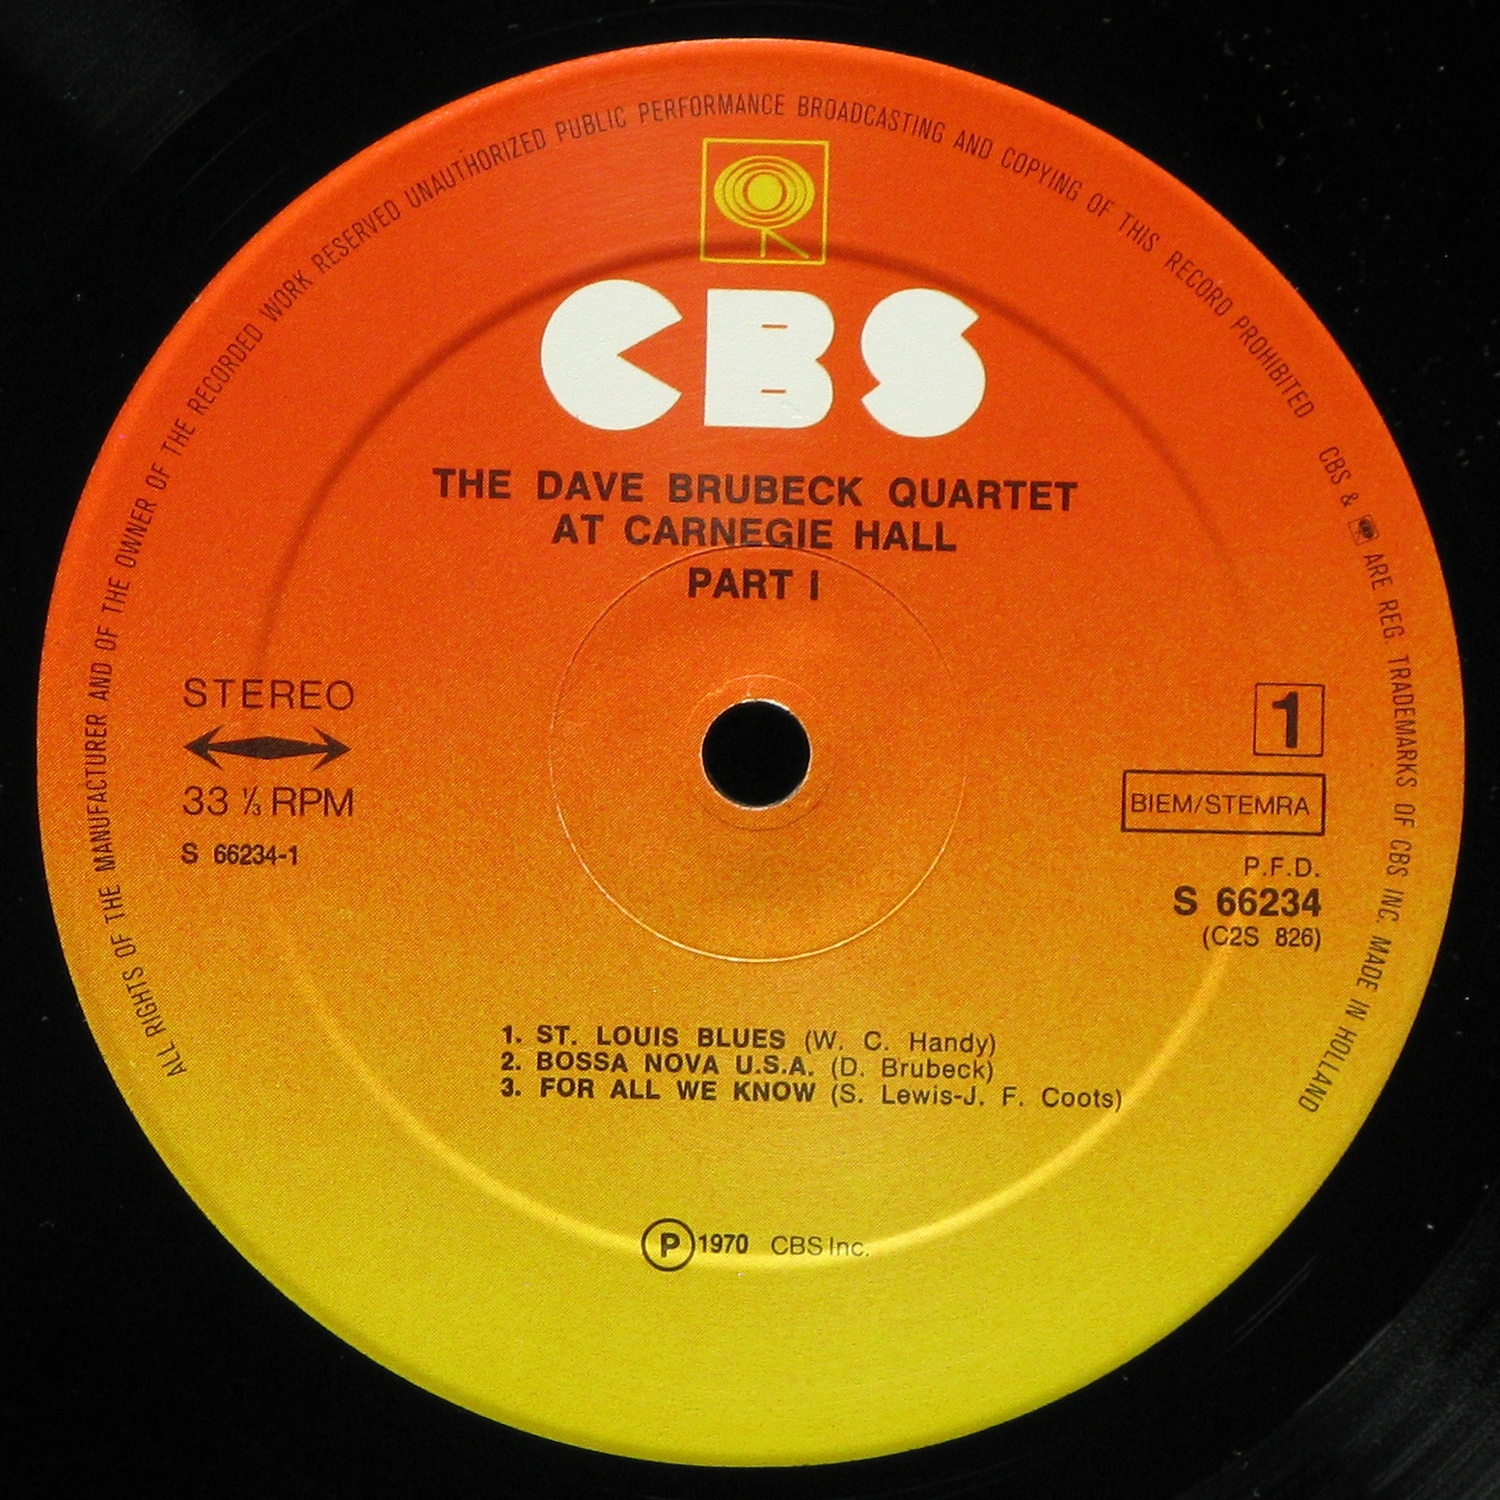 ALL RIGHTS OF THE MANUFACTURER AND OF THE OWNER OF THE RECORDED WORK RESERVED UNAUTHORIZED PUBLIC PERFORMANCE BROADCASTING AND COPYING OF THIS RECORD PROHIBITED CBS & ARE REG. TRADEMARKS OF CBS INC. MADE IN HOLLAND
CBS
THE DAVE BRUBECK QUARTET
AT CARNEGIE HALL
PART I
STEREO
33 ⅓ RPM
S 66234-1
1
BIEM/STEMRA
P.F.D.
S 66234
(C2S 826)
1. ST. LOUIS BLUES (W. C. Handy)
2. BOSSA NOVA U.S.A. (D. Brubeck)
3. FOR ALL WE KNOW (S. Lewis-J. F. Coots)
℗ 1970 CBS Inc.